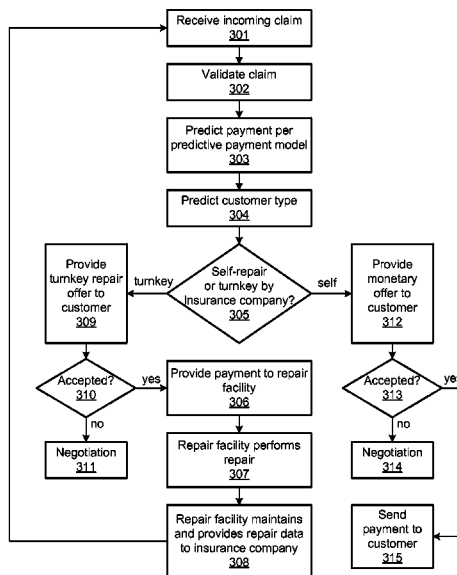 Receive incoming claim
301
Validate claim
302
Predict payment per
predictive payment model
303
Predict customer type
304
Self-repair
or turnkey by
Insurance company?
305
turnkey
self
Provide
turnkey repair
offer to
customer
309
Provide
monetary
offer to
customer
312
Accepted?
310
yes
no
Provide payment to repair
facility
306
Accepted?
313
yes
no
Negotiation
311
Repair facility performs
repair
307
Negotiation
314
Repair facility maintains
and provides repair data
to insurance company
308
Send
payment to
customer
315